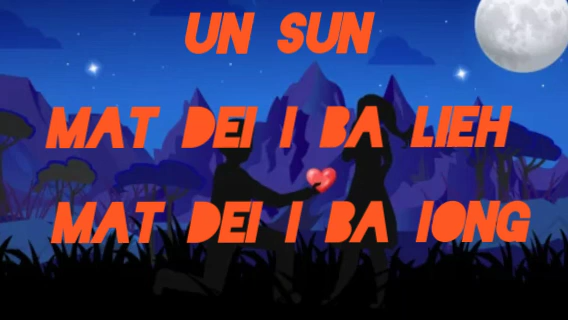 UN SUN
MAT DEI I BA LIEH
MAT DEI I BA IONG